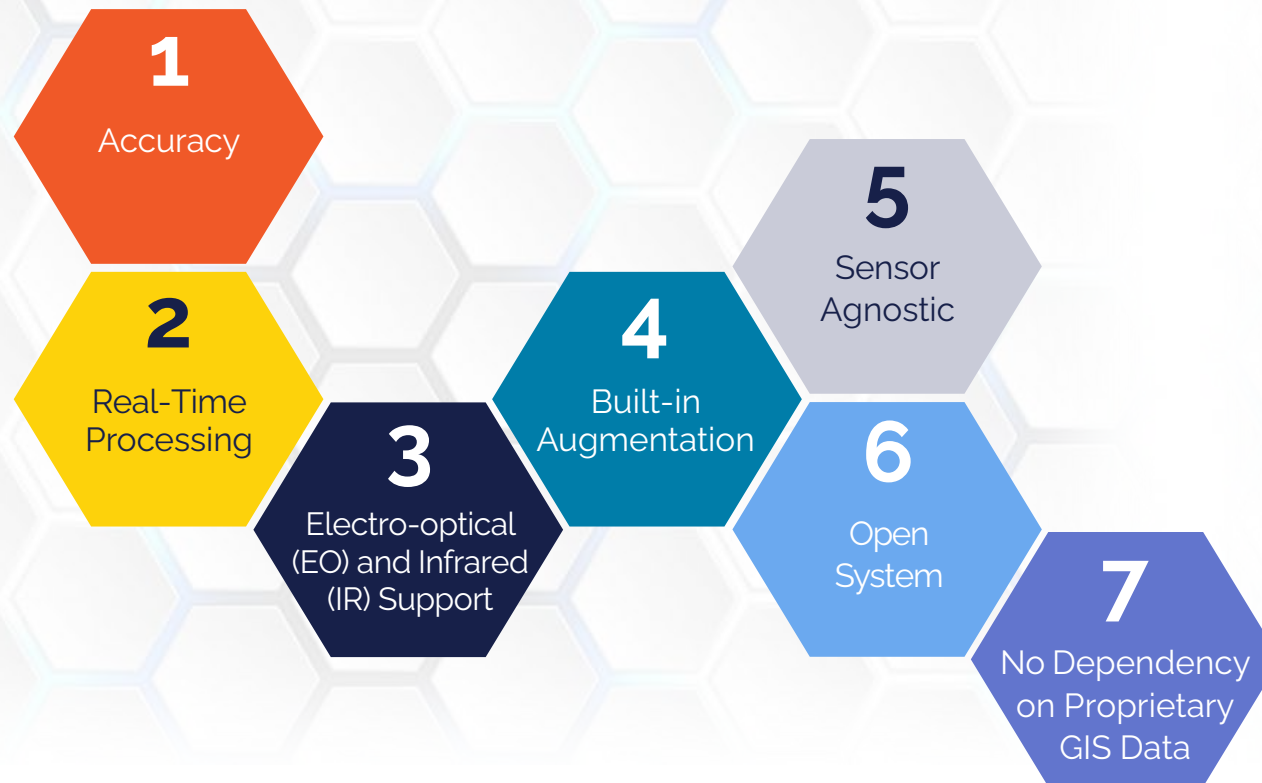 1
Accuracy
2
Real-Time
Processing
3
Electro-optical
(EO) and Infrared
(IR) Support
4
Built-in
Augmentation
5
Sensor
Agnostic
6
Open
System
7
No Dependency
on Proprietary
GIS Data